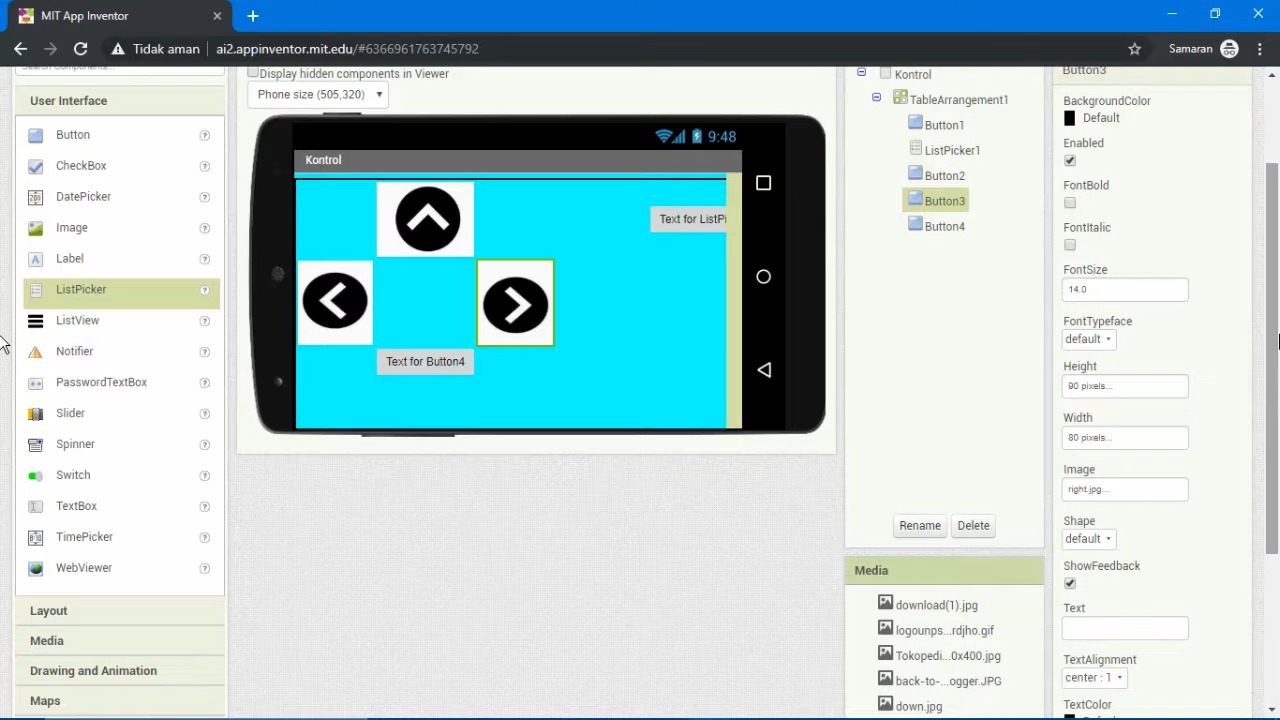 MIT App Inventor
Tidak aman
ai2.appinventor.mit.edu/#6366961763745792
Samaran
Search Components...
User Interface
Button
CheckBox
DatePicker
Image
Label
ListPicker
ListView
Notifier
PasswordTextBox
Slider
Spinner
Switch
TextBox
TimePicker
WebViewer
Layout
Media
Drawing and Animation
Maps
Display hidden components in Viewer
Phone size (505,320)
9:48
Kontrol
Text for ListPi
Text for Button4
Kontrol
TableArrangement1
Button1
ListPicker1
Button2
Button3
Button4
Rename
Delete
Media
download(1).jpg
logounps...rdjho.gif
Tokopedi...0x400.jpg
back-to-...ogger.JPG
down.jpg
Button3
BackgroundColor
Default
Enabled
FontBold
FontItalic
FontSize
14.0
FontTypeface
default
Height
90 pixels...
Width
80 pixels...
Image
right.jpg...
Shape
default
ShowFeedback
Text
TextAlignment
center : 1
TextColor